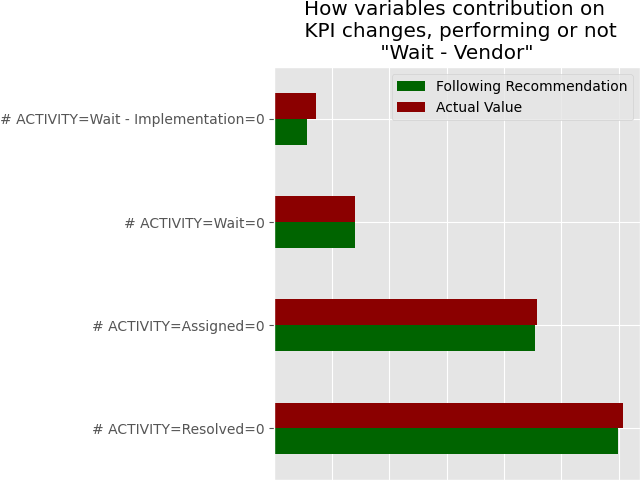 How variables contribution on
KPI changes, performing or not
"Wait - Vendor"
Following Recommendation
Actual Value
# ACTIVITY=Wait - Implementation=0
# ACTIVITY=Wait=0
# ACTIVITY=Assigned=0
# ACTIVITY=Resolved=0